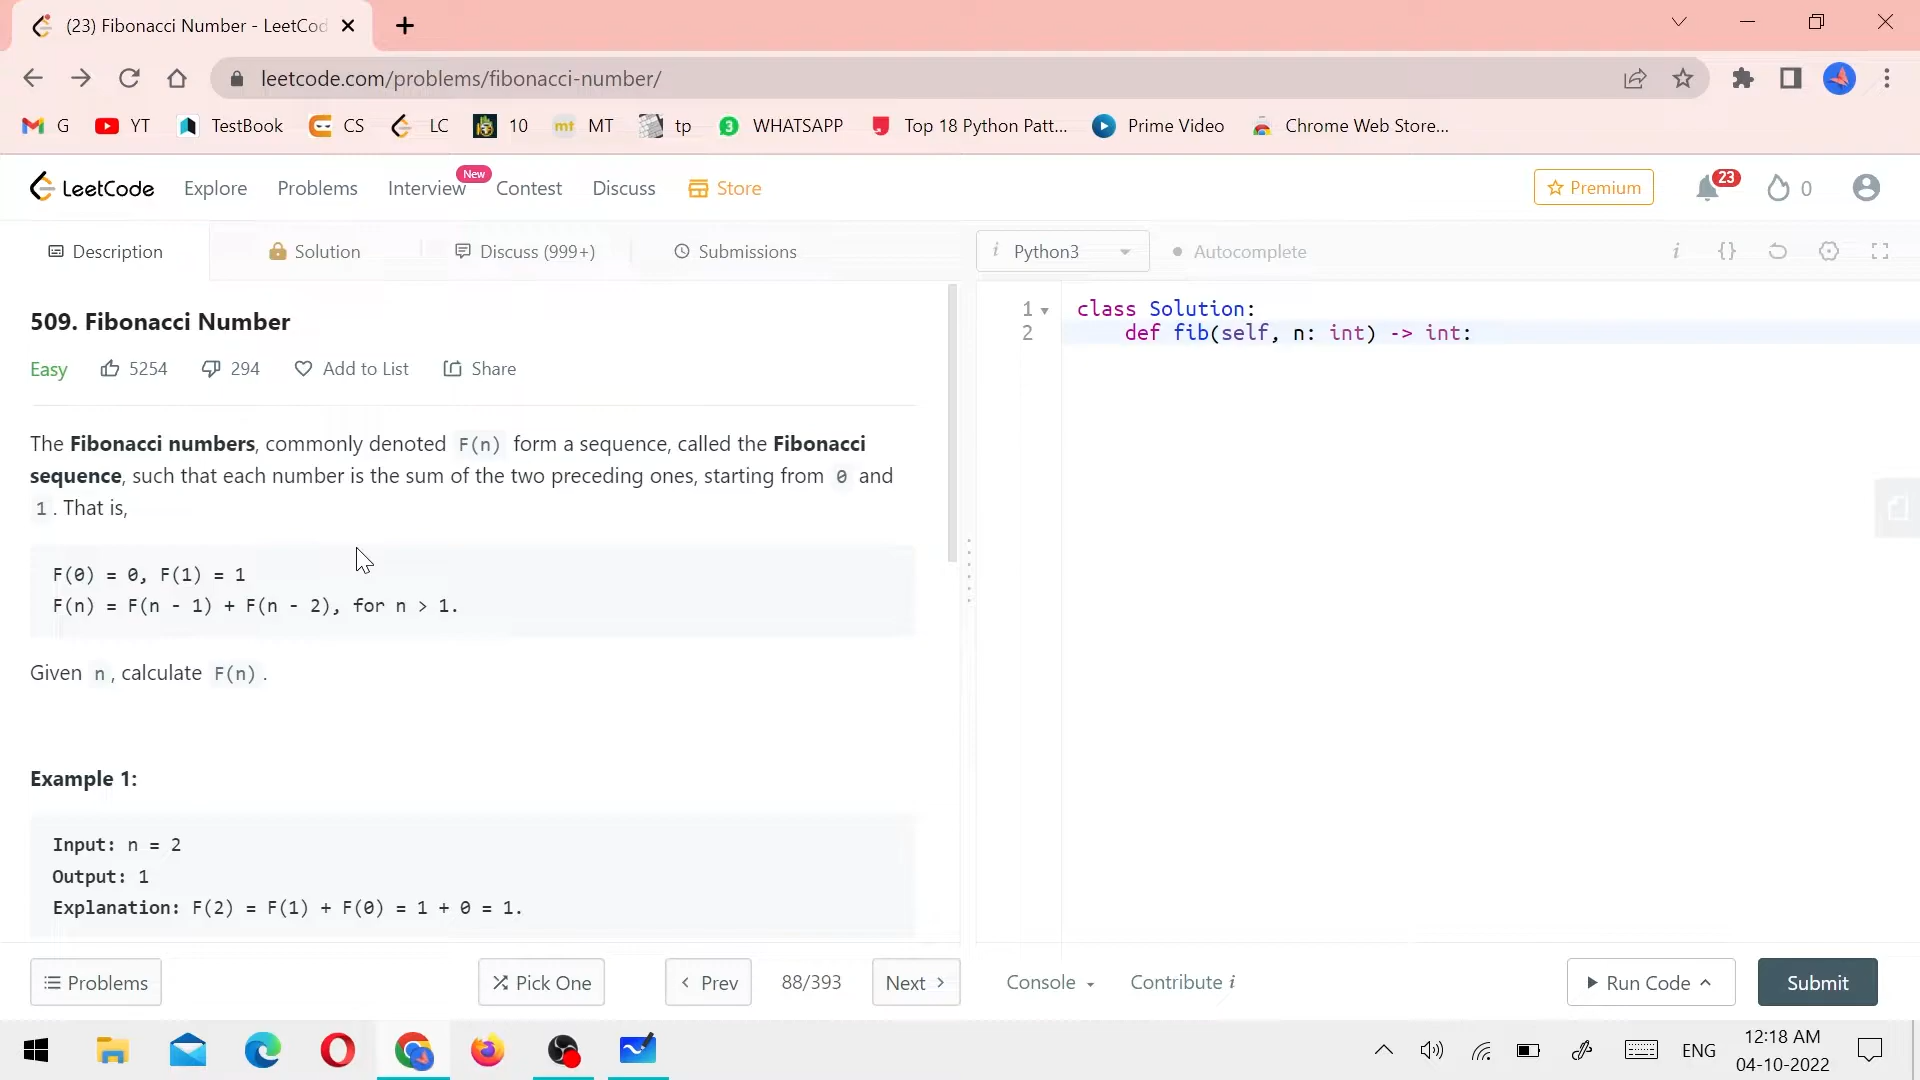 (23) Fibonacci Number - LeetCod
leetcode.com/problems/fibonacci-number/
G YT TestBook CS LC 10 mt MT tp 3 WHATSAPP Top 18 Python Patt... Prime Video Chrome Web Store...
LeetCode Explore Problems Interview New Contest Discuss Store Premium 23 0
Description Solution Discuss (999+) Submissions i Python3 Autocomplete i {}
509. Fibonacci Number
Easy 5254 294 Add to List Share
The Fibonacci numbers, commonly denoted F(n) form a sequence, called the Fibonacci
sequence, such that each number is the sum of the two preceding ones, starting from 0 and
1. That is,
F(0) = 0, F(1) = 1
F(n) = F(n - 1) + F(n - 2), for n > 1.
Given n, calculate F(n).
Example 1:
Input: n = 2
Output: 1
Explanation: F(2) = F(1) + F(0) = 1 + 0 = 1.
1 class Solution:
2 def fib(self, n: int) -> int:
Problems Pick One Prev 88/393 Next Console Contribute i Run Code Submit
ENG 12:18 AM
04-10-2022